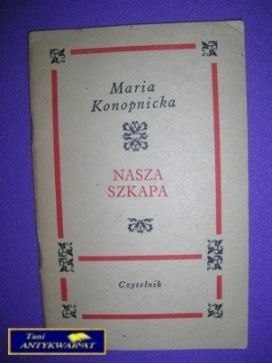 Maria
Konopnicka
NASZA
SZKAPA
Czytelnik
Tani
ANTYKWARIAT